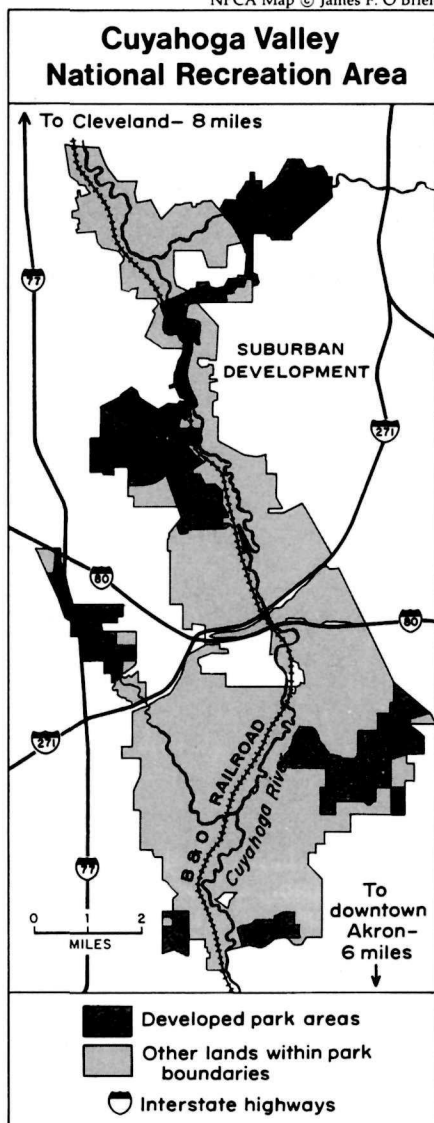 NPCA Map © James P. O'Brien
Cuyahoga Valley
National Recreation Area
To Cleveland– 8 miles
77
SUBURBAN
DEVELOPMENT
271
80
80
271
B & O RAILROAD
Cuyahoga River
77
0 1 2
MILES
To
downtown
Akron–
6 miles
Developed park areas
Other lands within park
boundaries
Interstate highways